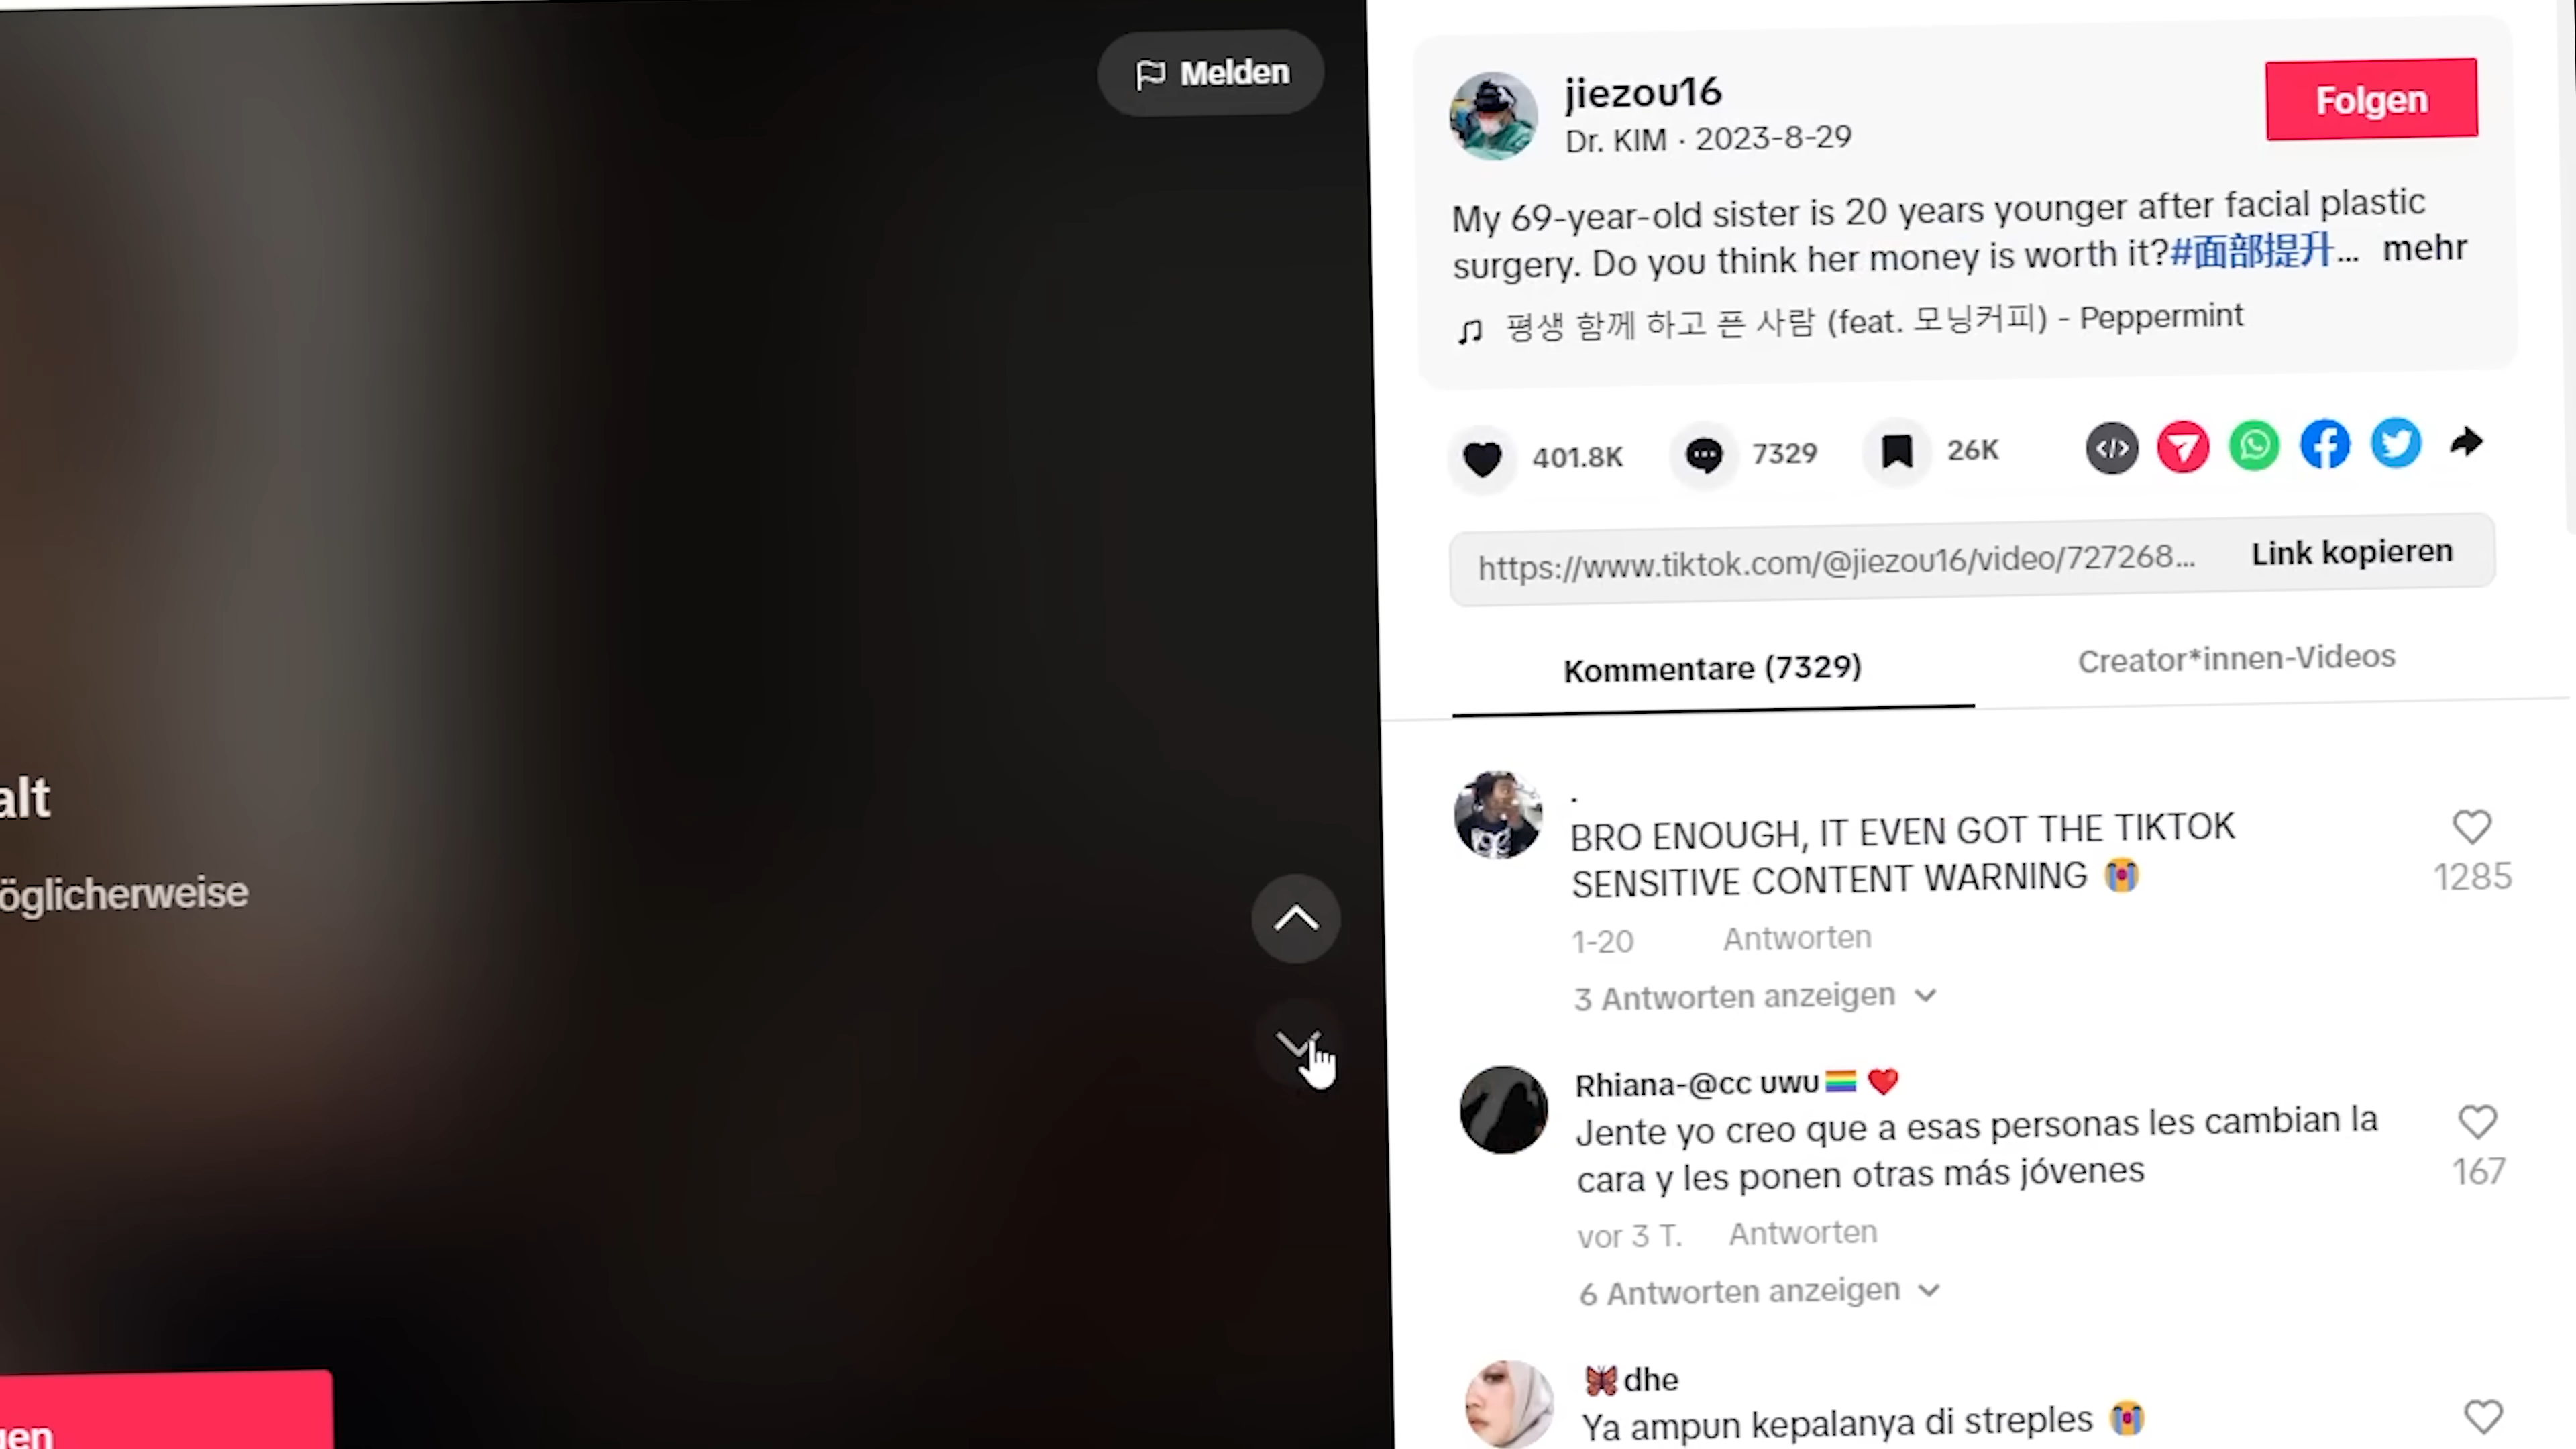 Melden
alt
öglicherweise
gen
jiezou16
Dr. KIM · 2023-8-29
Folgen
My 69-year-old sister is 20 years younger after facial plastic
surgery. Do you think her money is worth it?#面部提升... mehr
평생 함께 하고 픈 사람 (feat. 모닝커피) - Peppermint
401.8K 7329 26K
https://www.tiktok.com/@jiezou16/video/727268... Link kopieren
Kommentare (7329) Creator*innen-Videos
.
BRO ENOUGH, IT EVEN GOT THE TIKTOK
SENSITIVE CONTENT WARNING 😭
1285
1-20 Antworten
3 Antworten anzeigen
Rhiana-@cc uwu🏳️‍🌈❤️
Jente yo creo que a esas personas les cambian la
cara y les ponen otras más jóvenes
167
vor 3 T. Antworten
6 Antworten anzeigen
🦋dhe
Ya ampun kepalanya di streples 😭